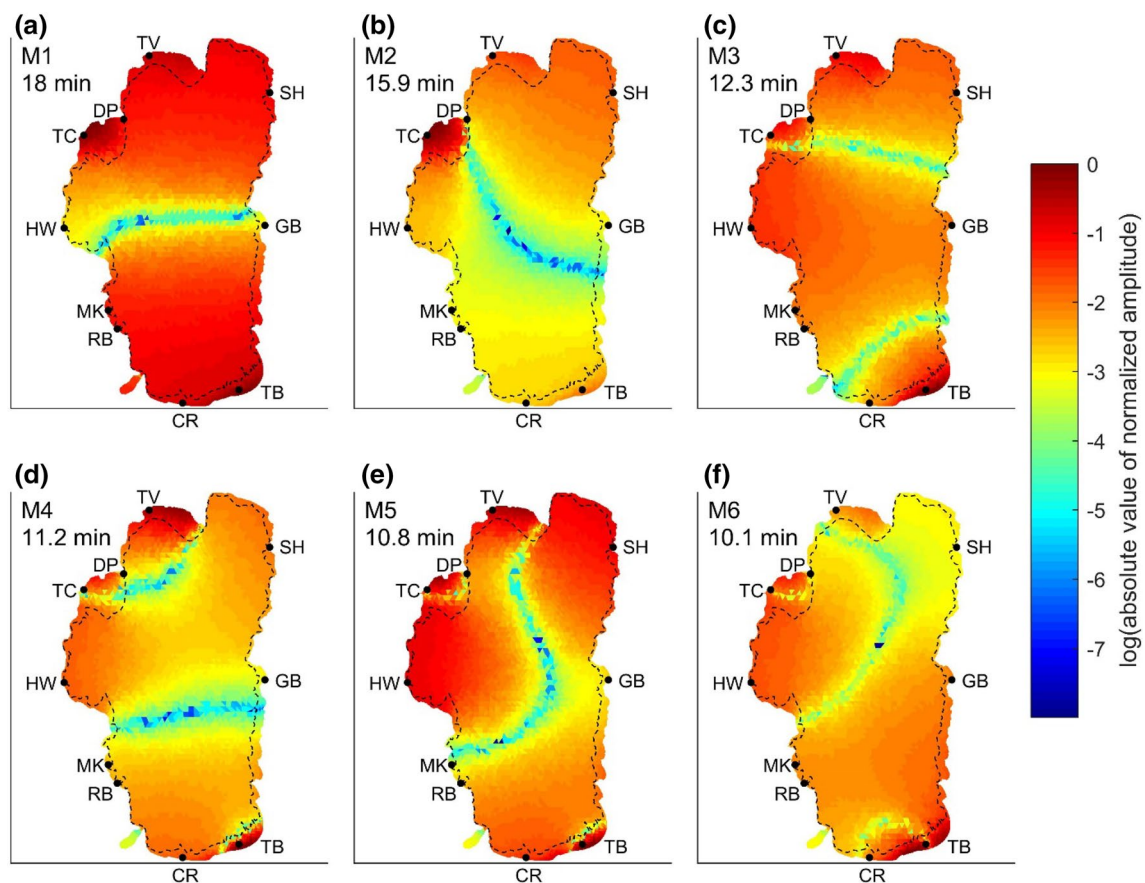 (a)
M1
18 min
TV
SH
DP
TC
HW
GB
MK
RB
TB
CR
(b)
M2
15.9 min
TV
SH
DP
TC
HW
GB
MK
RB
TB
CR
(c)
M3
12.3 min
TV
SH
DP
TC
HW
GB
MK
RB
TB
CR
(d)
M4
11.2 min
TV
SH
DP
TC
HW
GB
MK
RB
TB
CR
(e)
M5
10.8 min
TV
SH
DP
TC
HW
GB
MK
RB
TB
CR
(f)
M6
10.1 min
TV
SH
DP
TC
HW
GB
MK
RB
TB
CR
0
-1
-2
-3
-4
-5
-6
-7
log(absolute value of normalized amplitude)